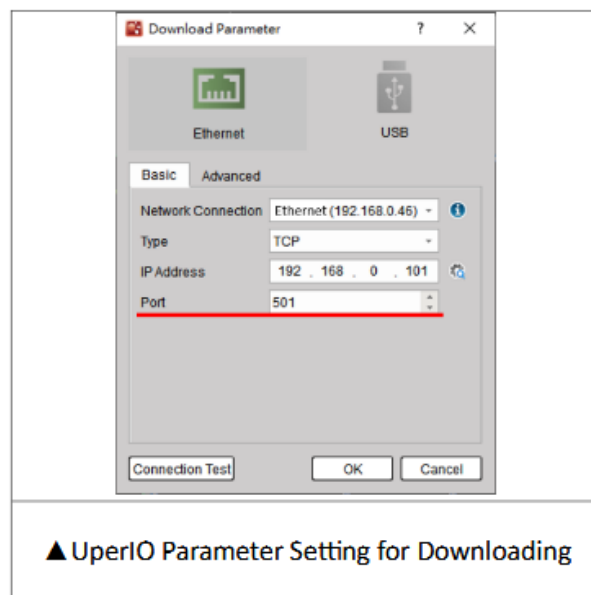 Download Parameter ? ×
Ethernet USB
Basic Advanced
Network Connection Ethernet (192.168.0.46)
Type TCP
IP Address 192 . 168 . 0 . 101
Port 501
Connection Test OK Cancel
▲UperIO Parameter Setting for Downloading